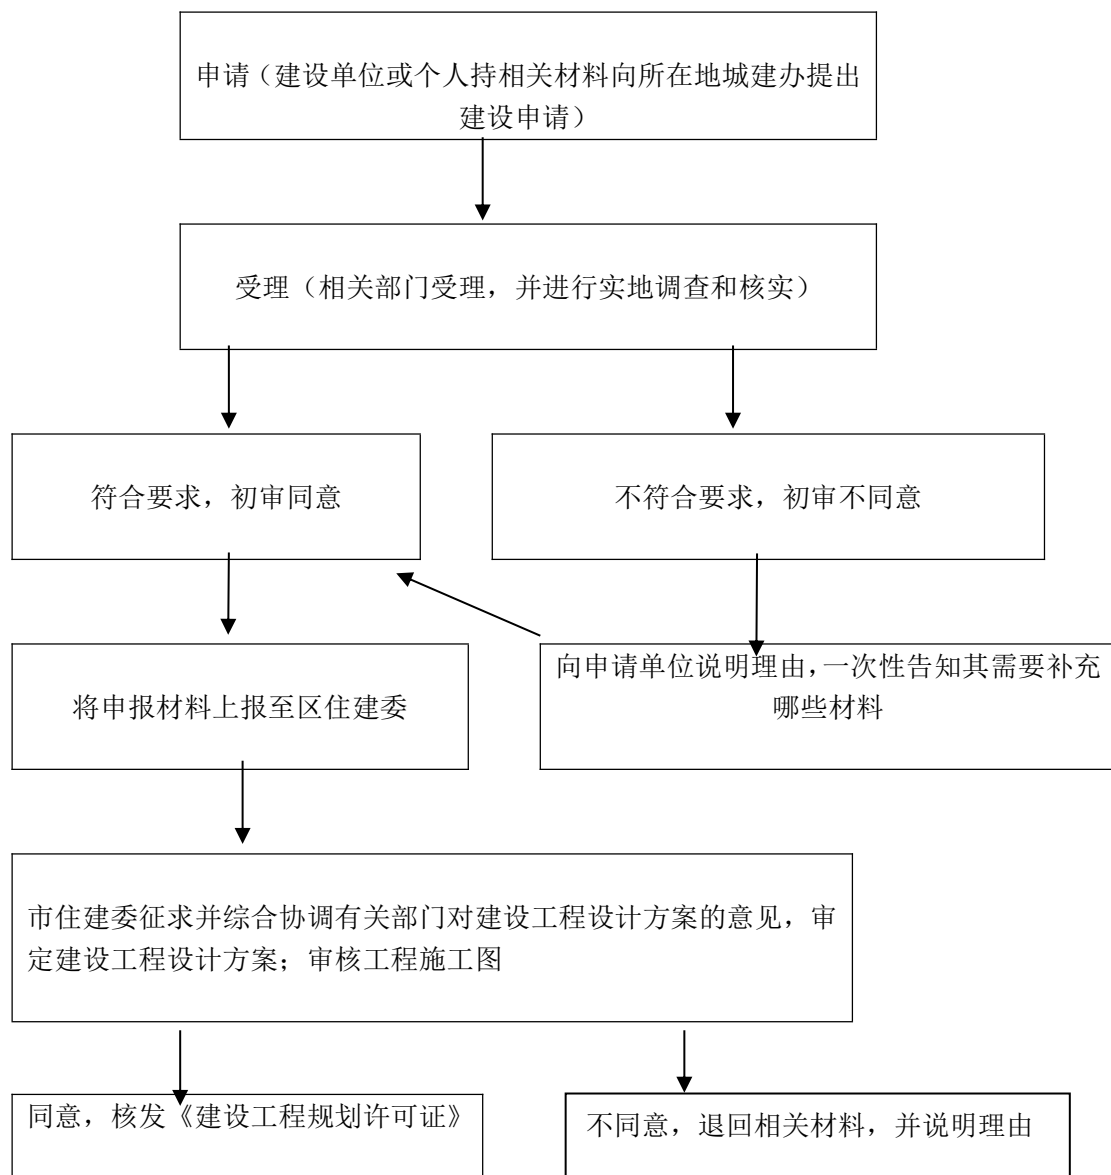 申请（建设单位或个人持相关材料向所在地城建办提出
建设申请）
受理（相关部门受理，并进行实地调查和核实）
符合要求，初审同意
不符合要求，初审不同意
将申报材料上报至区住建委
向申请单位说明理由，一次性告知其需要补充
哪些材料
市住建委征求并综合协调有关部门对建设工程设计方案的意见，审
定建设工程设计方案；审核工程施工图
同意，核发《建设工程规划许可证》
不同意，退回相关材料，并说明理由